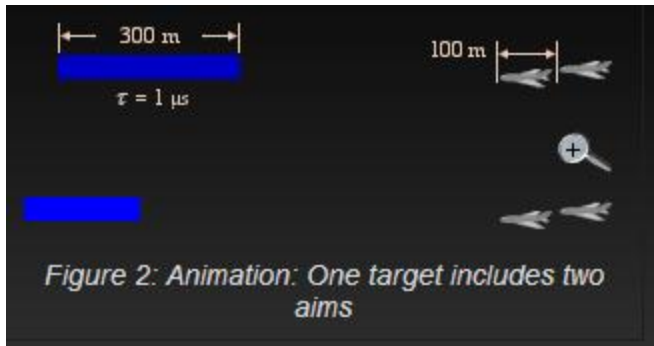 300 m
100 m
τ = 1 µs
Figure 2: Animation: One target includes two
aims